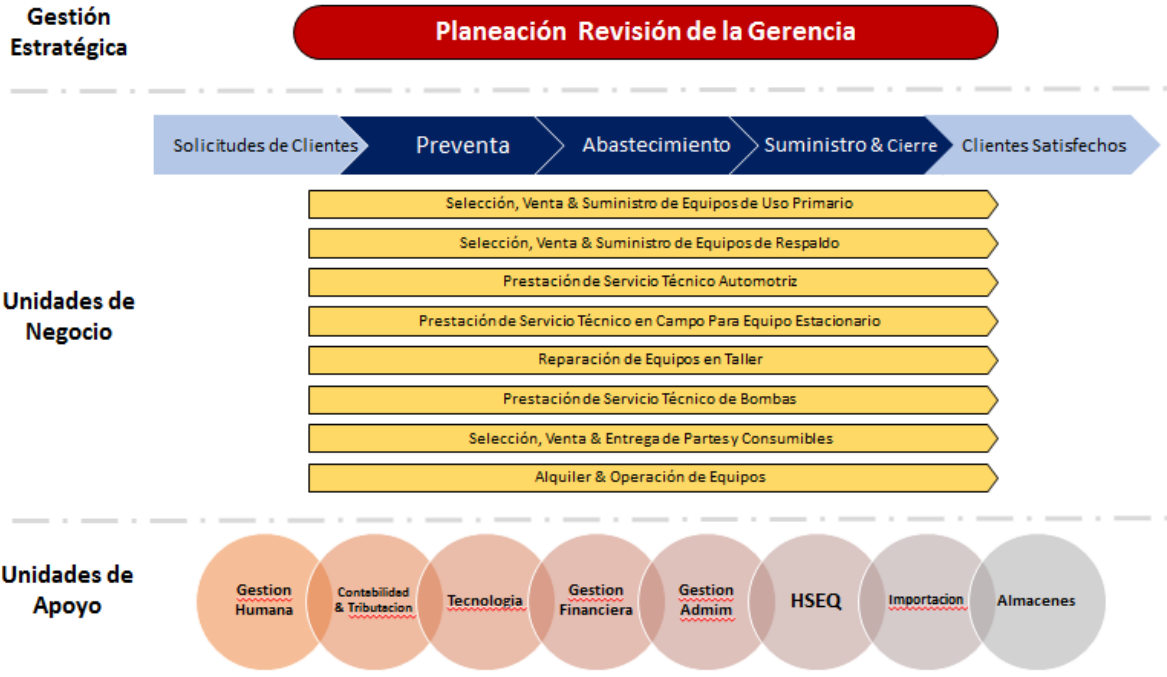 Gestión
Estratégica
Planeación Revisión de la Gerencia
Solicitudes de Clientes
Preventa
Abastecimiento
Suministro & Cierre
Clientes Satisfechos
Unidades de
Negocio
Selección, Venta & Suministro de Equipos de Uso Primario
Selección, Venta & Suministro de Equipos de Respaldo
Prestación de Servicio Técnico Automotriz
Prestación de Servicio Técnico en Campo Para Equipo Estacionario
Reparación de Equipos en Taller
Prestación de Servicio Técnico de Bombas
Selección, Venta & Entrega de Partes y Consumibles
Alquiler & Operación de Equipos
Unidades de
Apoyo
Gestion
Humana
Contabilidad
& Tributacion
Tecnologia
Gestion
Financiera
Gestion
Admim
HSEQ
Importacion
Almacenes